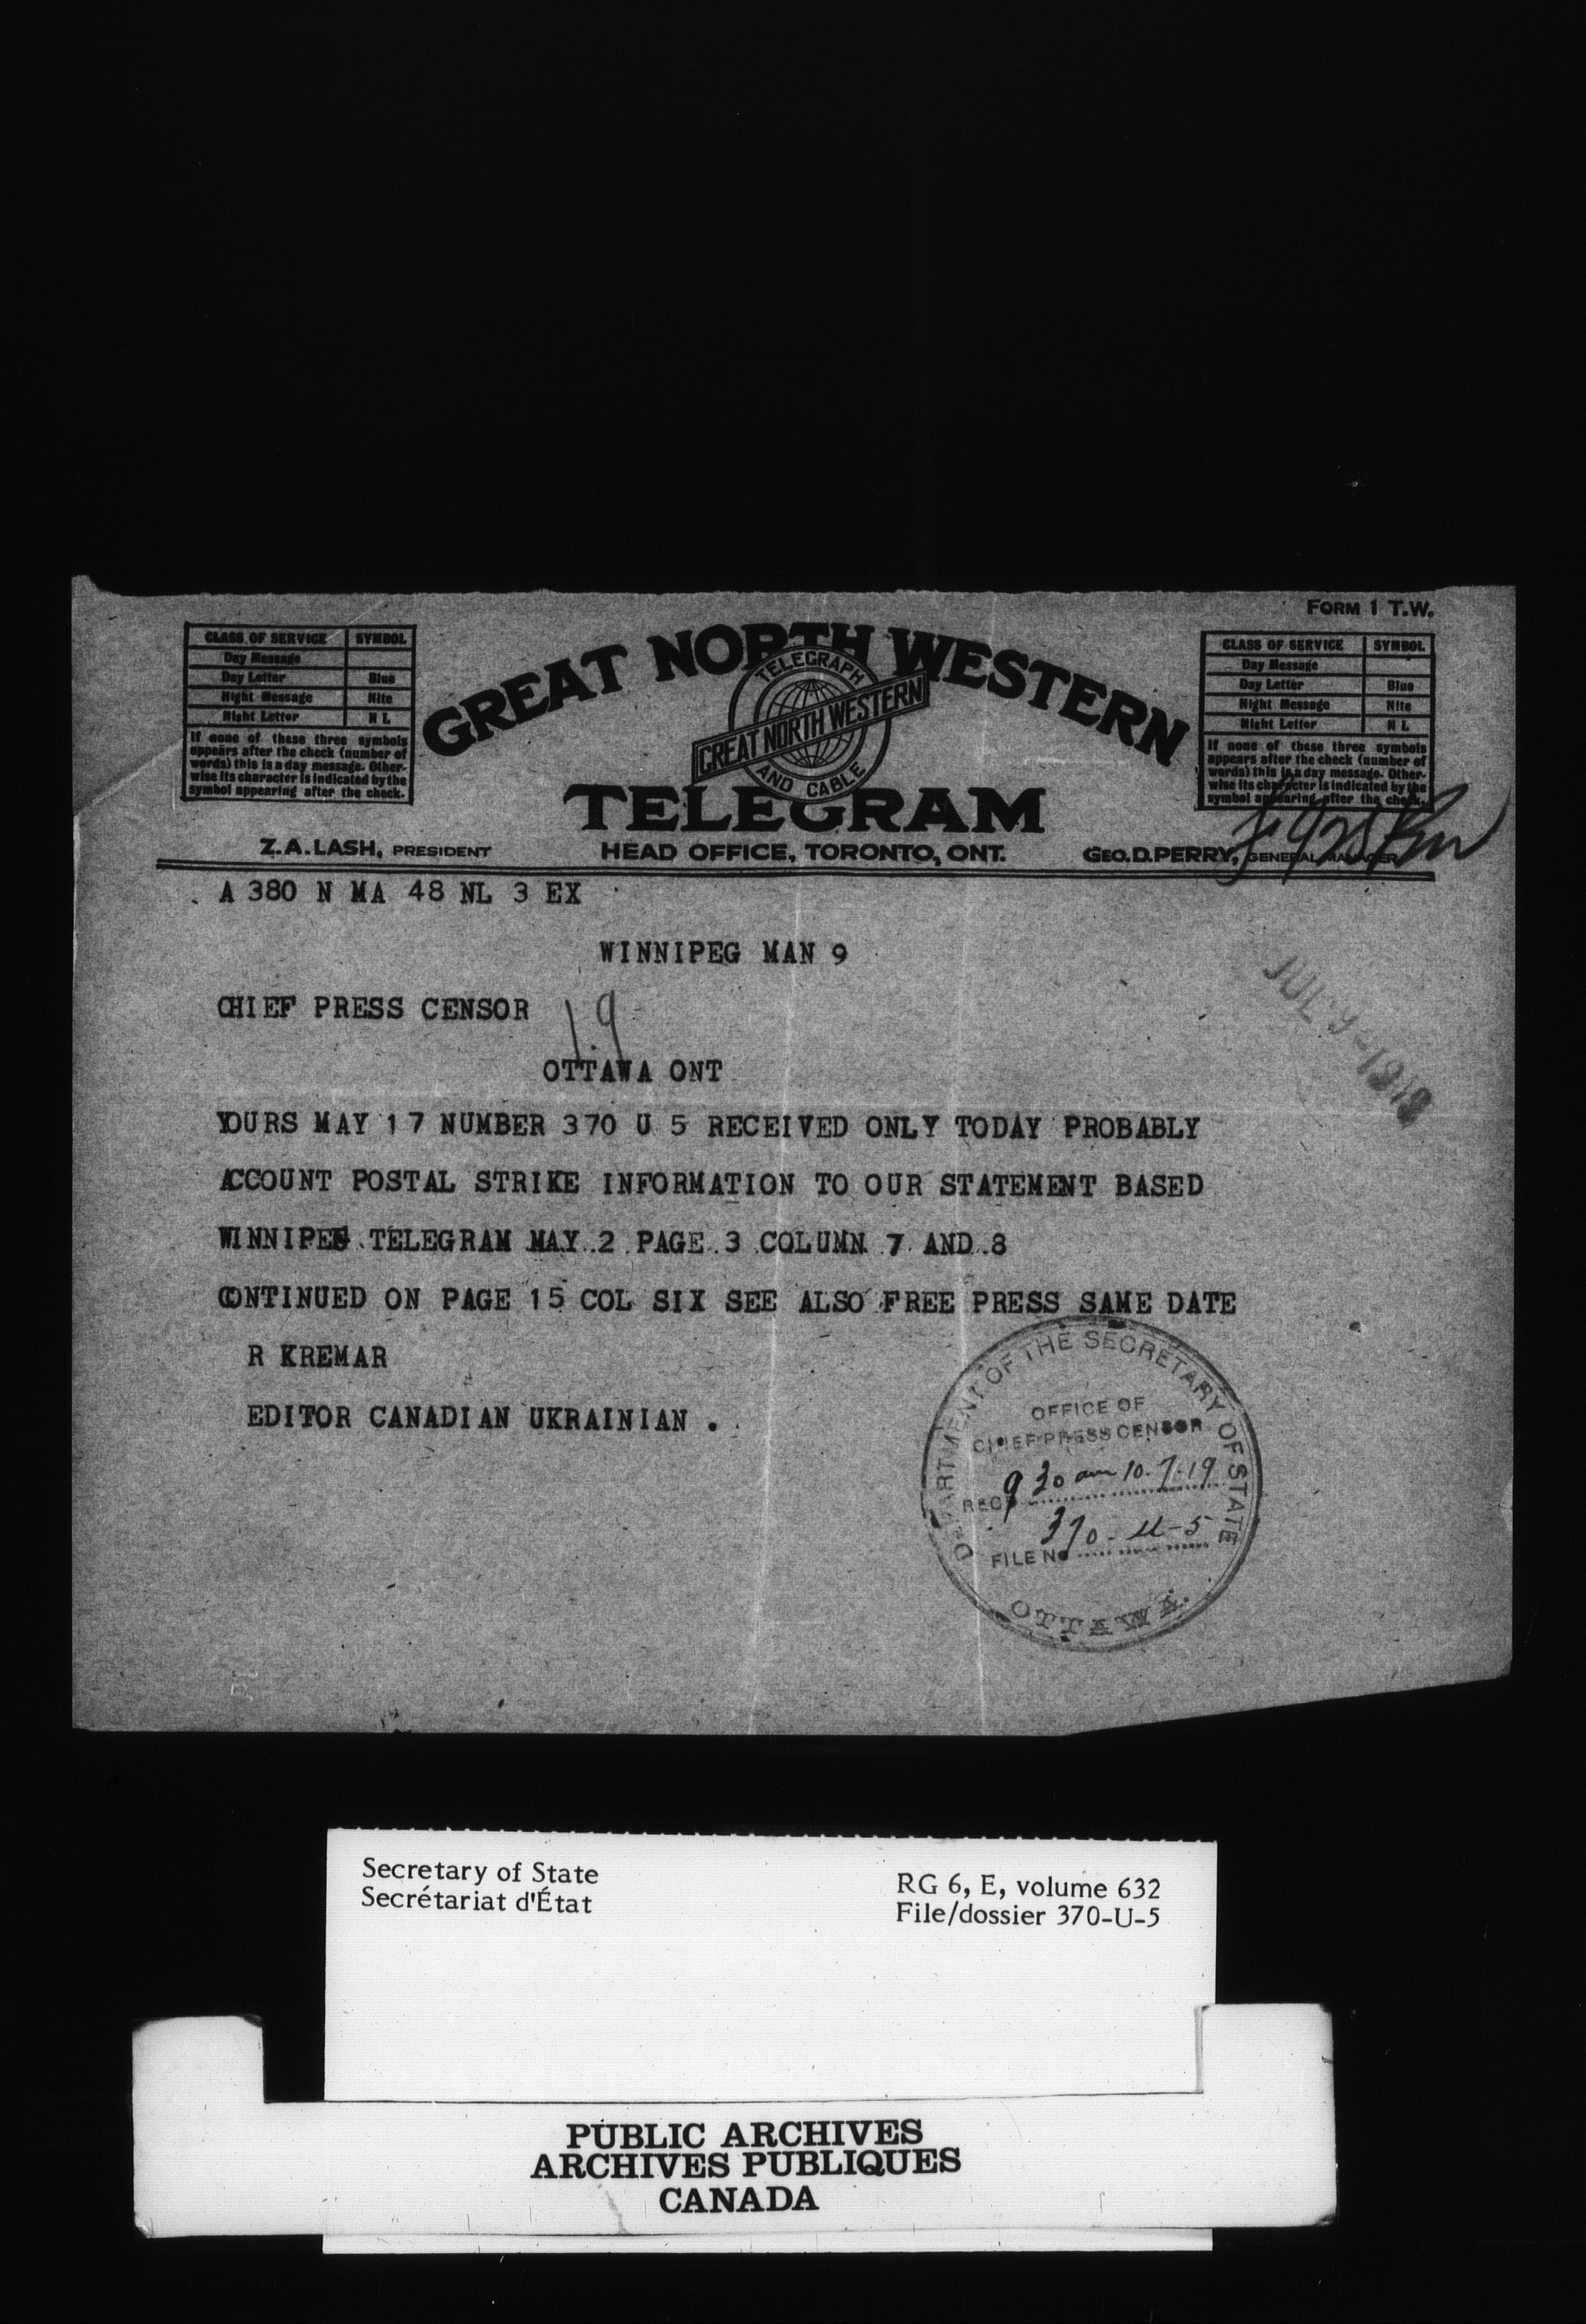 FORM 1 T.W.
CLASS OF SERVICE SYMBOL
Day Message
Day Letter Blue
Night Message Nite
Night Letter N L
If none of these three symbols
appears after the check (number of
words) this is a day message. Other-
wise its character is indicated by the
symbol appearing after the check.
GREAT NORTH WESTERN
TELEGRAPH
GREAT NORTH WESTERN
AND CABLE
TELEGRAM
CLASS OF SERVICE SYMBOL
Day Message
Day Letter Blue
Night Message Nite
Night Letter N L
If none of these three symbols
appears after the check (number of
words) this is a day message. Other-
wise its character is indicated by the
symbol appearing after the check.
Z.A.LASH, PRESIDENT HEAD OFFICE, TORONTO, ONT. GEO.D.PERRY, GENERAL MANAGER
A 380 N MA 48 NL 3 EX
WINNIPEG MAN 9
JUL 9-1919
CHIEF PRESS CENSOR
19
OTTAWA ONT
YOURS MAY 17 NUMBER 370 U 5 RECEIVED ONLY TODAY PROBABLY
ACCOUNT POSTAL STRIKE INFORMATION TO OUR STATEMENT BASED
WINNIPEG TELEGRAM MAY 2 PAGE 3 COLUMN 7 AND 8
CONTINUED ON PAGE 15 COL SIX SEE ALSO FREE PRESS SAME DATE
R KREMAR
EDITOR CANADIAN UKRAINIAN .
DEPARTMENT OF THE SECRETARY OF STATE
OFFICE OF
CHIEF PRESS CENSOR
REC'D 9 30 am 10.7.19
FILE No 370-U-5
OTTAWA.
Secretary of State
Secrétariat d'État
RG 6, E, volume 632
File/dossier 370-U-5
PUBLIC ARCHIVES
ARCHIVES PUBLIQUES
CANADA